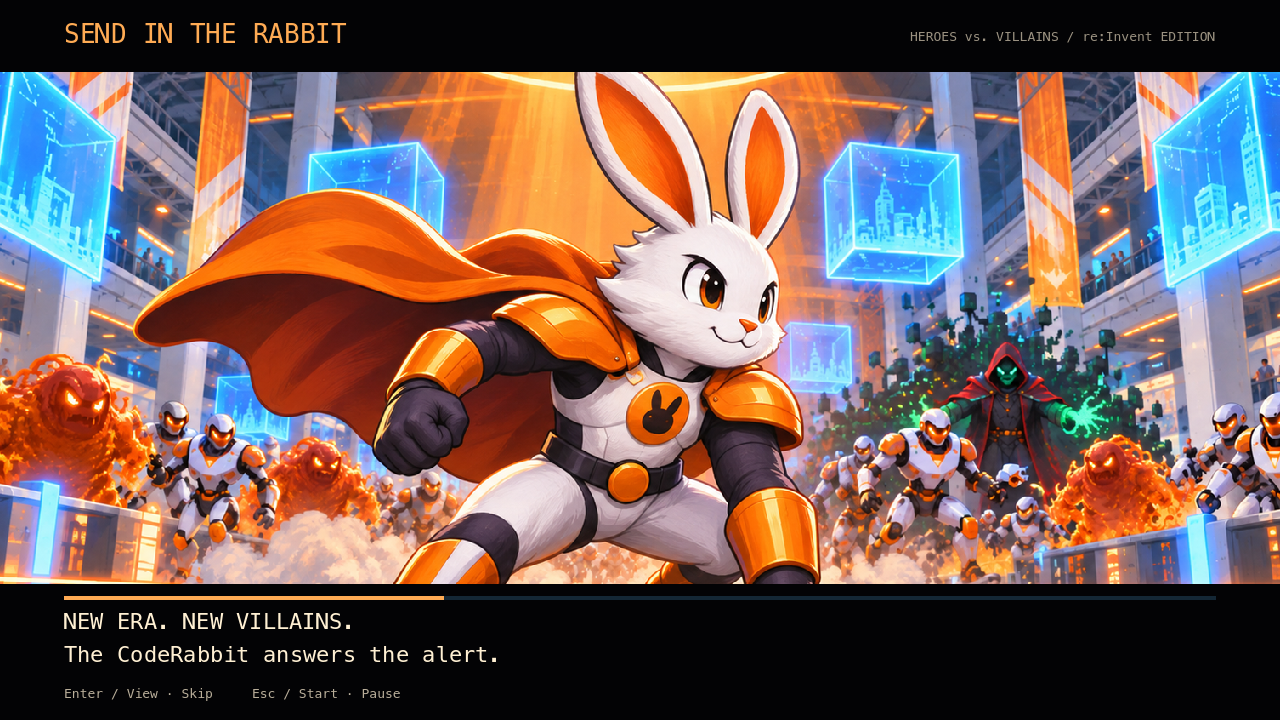 SEND IN THE RABBIT
HEROES vs. VILLAINS / re:Invent EDITION
NEW ERA. NEW VILLAINS.
The CodeRabbit answers the alert.
Enter / View · Skip     Esc / Start · Pause